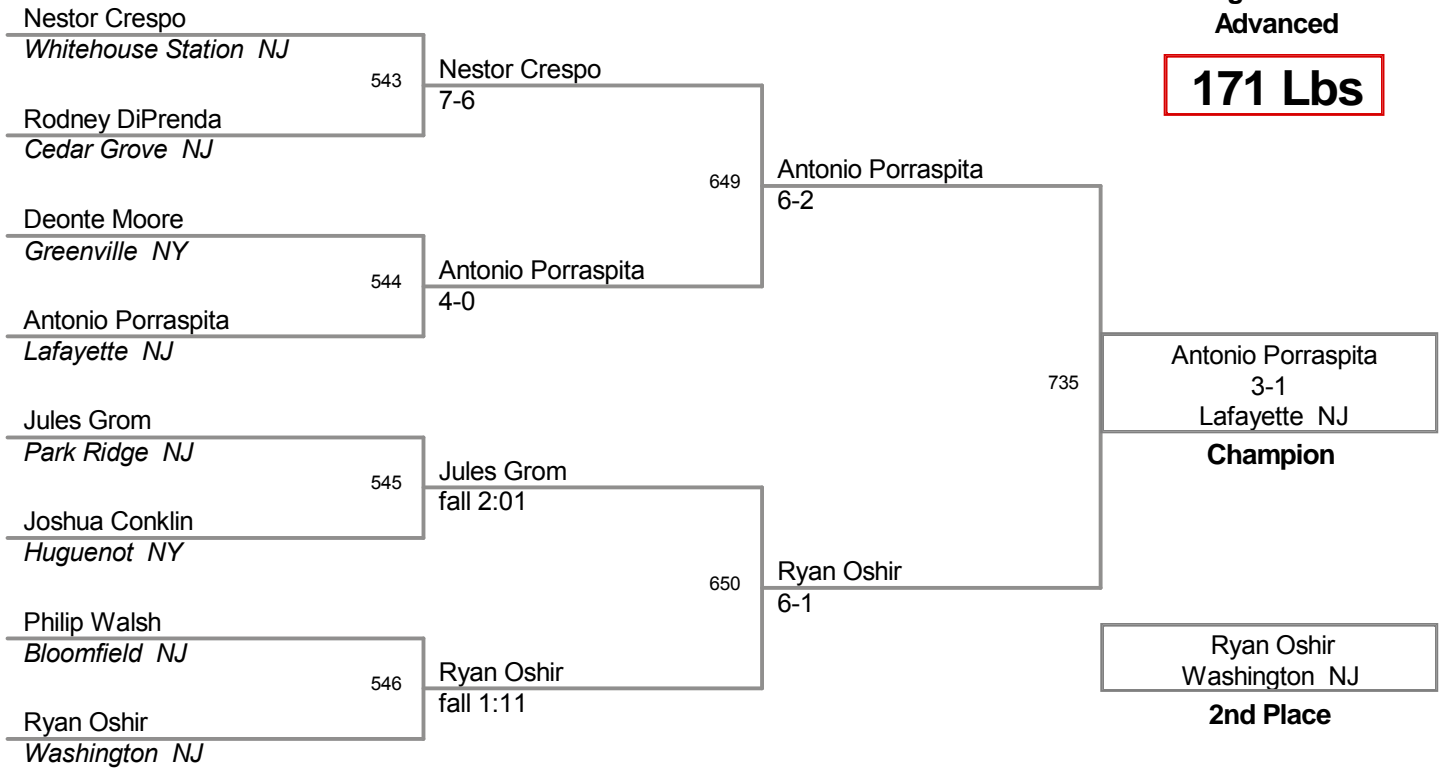 Advanced
171 Lbs
Nestor Crespo
Whitehouse Station NJ
543
Rodney DiPrenda
Cedar Grove NJ
Nestor Crespo
7-6
Deonte Moore
Greenville NY
544
Antonio Porraspita
Lafayette NJ
Antonio Porraspita
4-0
649
Antonio Porraspita
6-2
Jules Grom
Park Ridge NJ
545
Joshua Conklin
Huguenot NY
Jules Grom
fall 2:01
Philip Walsh
Bloomfield NJ
546
Ryan Oshir
Washington NJ
Ryan Oshir
fall 1:11
650
Ryan Oshir
6-1
735
Antonio Porraspita
3-1
Lafayette NJ
Champion
Ryan Oshir
Washington NJ
2nd Place